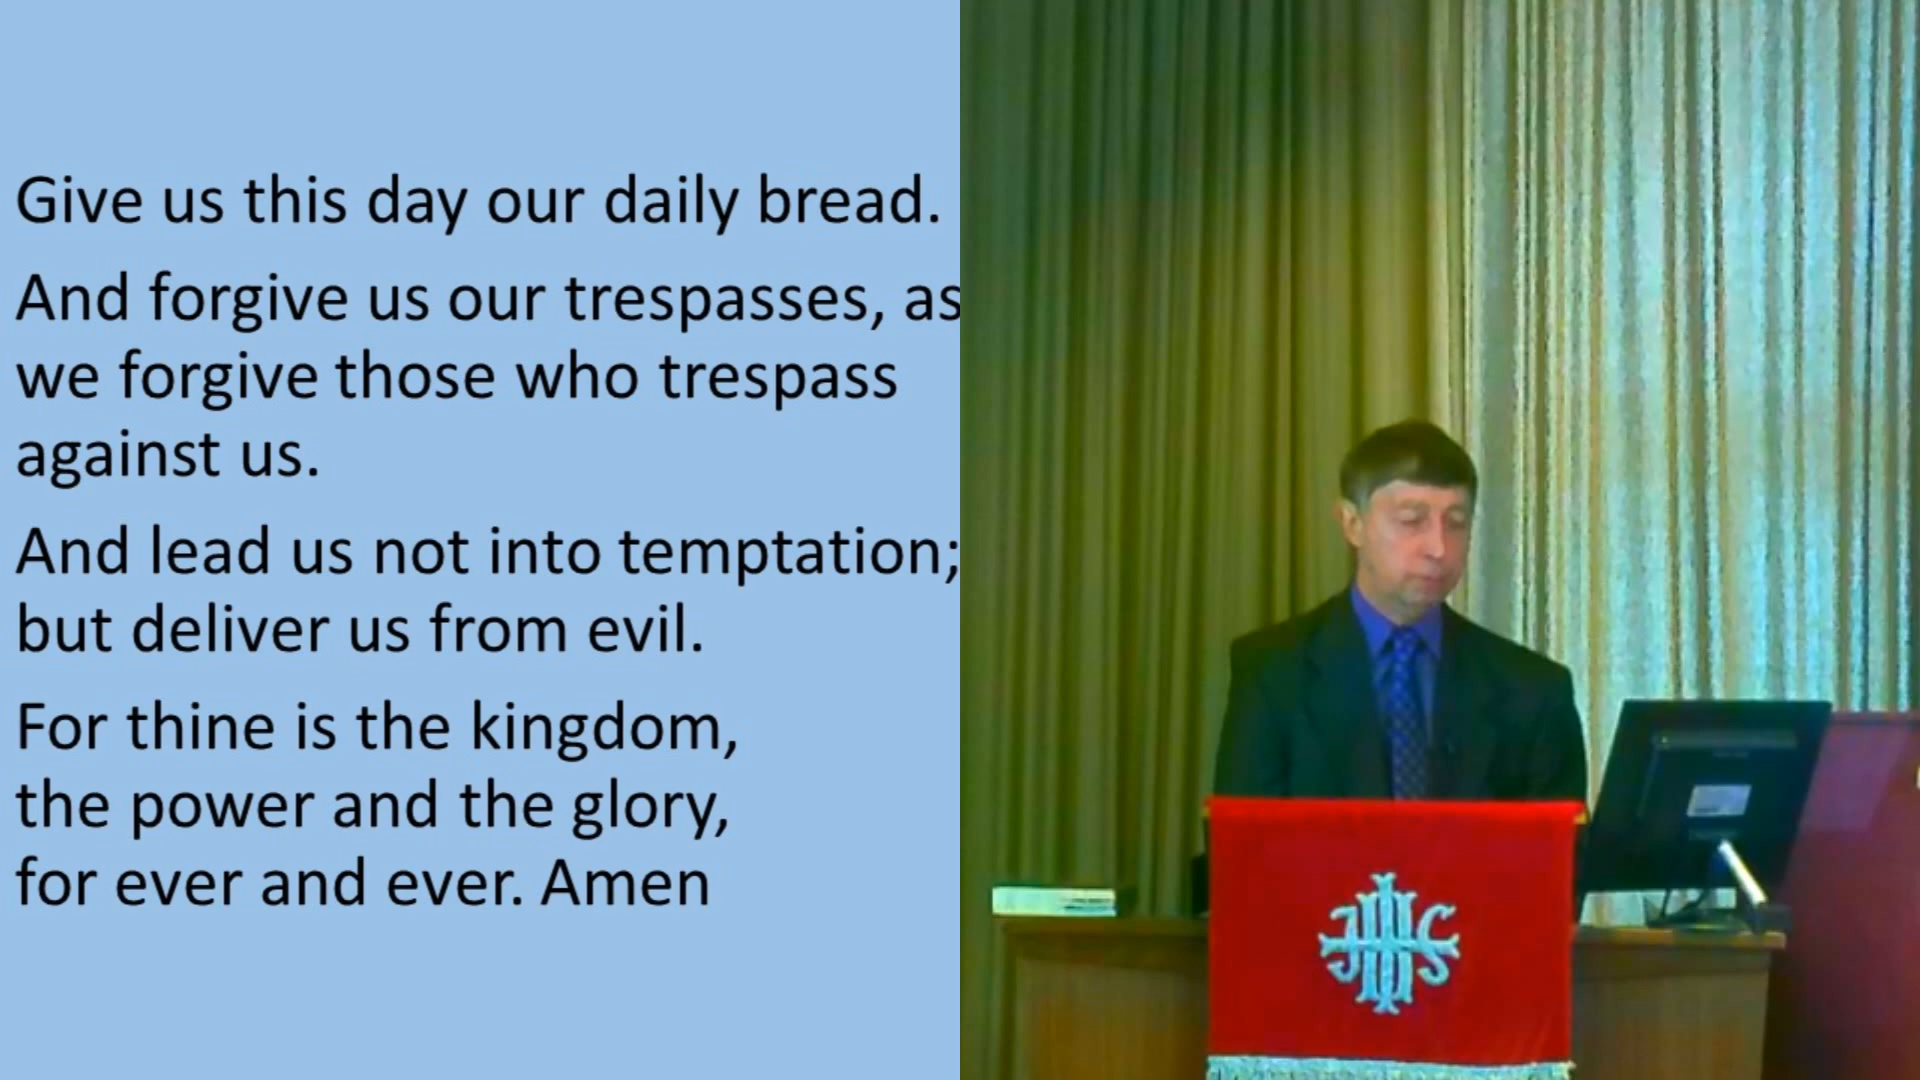 Give us this day our daily bread.
And forgive us our trespasses, as
we forgive those who trespass
against us.
And lead us not into temptation;
but deliver us from evil.
For thine is the kingdom,
the power and the glory,
for ever and ever. Amen
IHS